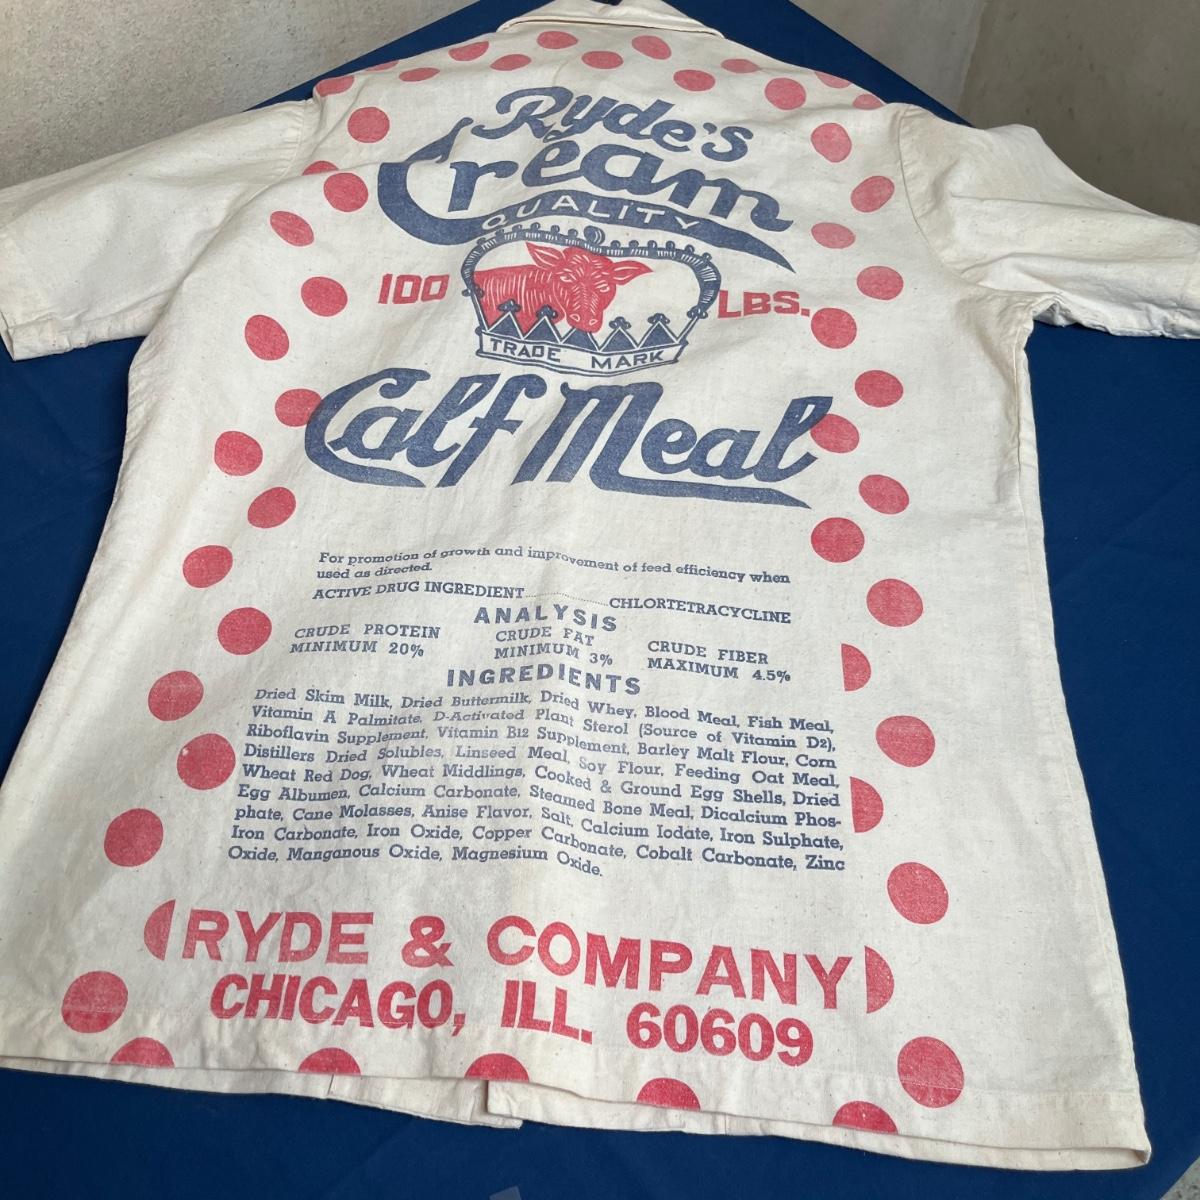 Ryde's
Cream
QUALITY
100 LBS.
TRADE MARK
Calf Meal
For promotion of growth and improvement of feed efficiency when
used as directed.
ACTIVE DRUG INGREDIENT..................CHLORTETRACYCLINE
ANALYSIS
CRUDE PROTEIN CRUDE FAT CRUDE FIBER
MINIMUM 20% MINIMUM 3% MAXIMUM 4.5%
INGREDIENTS
Dried Skim Milk, Dried Buttermilk, Dried Whey, Blood Meal, Fish Meal,
Vitamin A Palmitate, D-Activated Plant Sterol (Source of Vitamin D2),
Riboflavin Supplement, Vitamin B12 Supplement, Barley Malt Flour, Corn
Distillers Dried Solubles, Linseed Meal, Soy Flour, Feeding Oat Meal,
Wheat Red Dog, Wheat Middlings, Cooked & Ground Egg Shells, Dried
Egg Albumen, Calcium Carbonate, Steamed Bone Meal, Dicalcium Phos-
phate, Cane Molasses, Anise Flavor, Salt, Calcium Iodate, Iron Sulphate,
Iron Carbonate, Iron Oxide, Copper Carbonate, Cobalt Carbonate, Zinc
Oxide, Manganous Oxide, Magnesium Oxide.
RYDE & COMPANY
CHICAGO, ILL. 60609